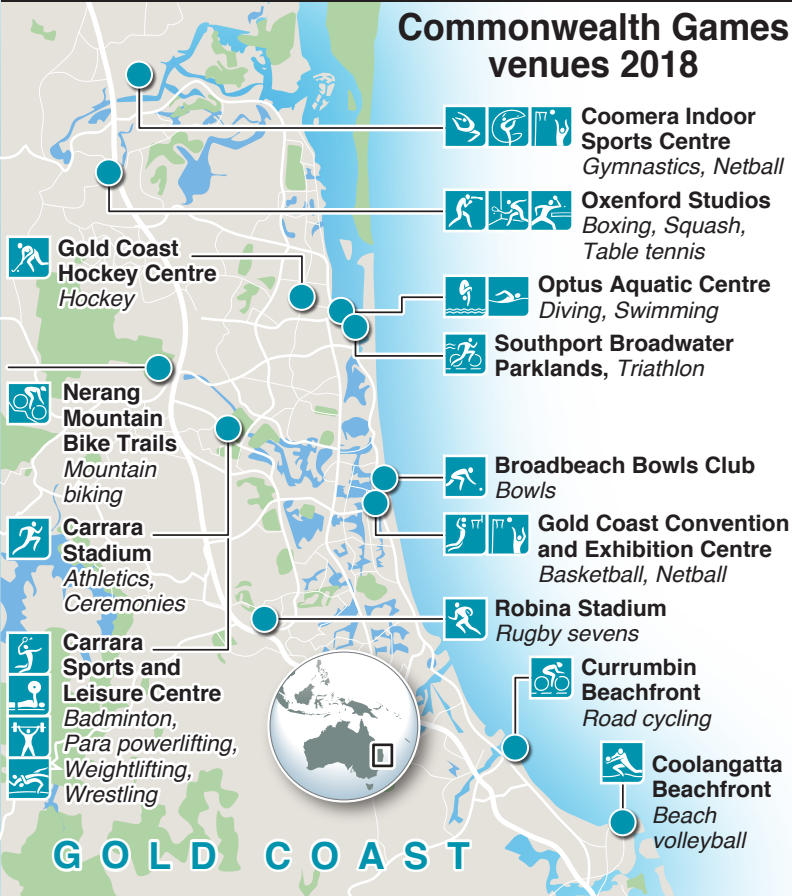 Commonwealth Games
venues 2018
Coomera Indoor
Sports Centre
Gymnastics, Netball
Oxenford Studios
Boxing, Squash,
Table tennis
Gold Coast
Hockey Centre
Hockey
Optus Aquatic Centre
Diving, Swimming
Southport Broadwater
Parklands, Triathlon
Nerang
Mountain
Bike Trails
Mountain
biking
Broadbeach Bowls Club
Bowls
Carrara
Stadium
Athletics,
Ceremonies
Gold Coast Convention
and Exhibition Centre
Basketball, Netball
Robina Stadium
Rugby sevens
Carrara
Sports and
Leisure Centre
Badminton,
Para powerlifting,
Weightlifting,
Wrestling
Currumbin
Beachfront
Road cycling
Coolangatta
Beachfront
Beach
volleyball
GOLD COAST